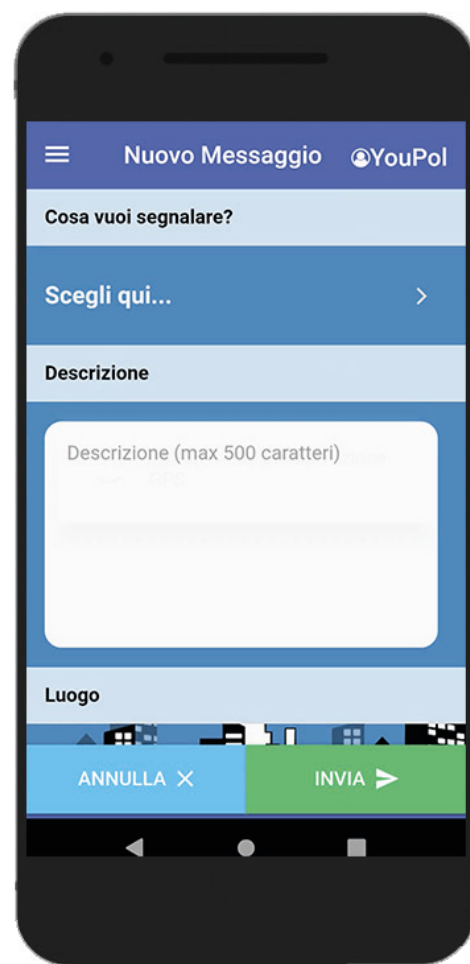 Nuovo Messaggio YouPol
Cosa vuoi segnalare?
Scegli qui...
Descrizione
Descrizione (max 500 caratteri)
Luogo
ANNULLA INVIA